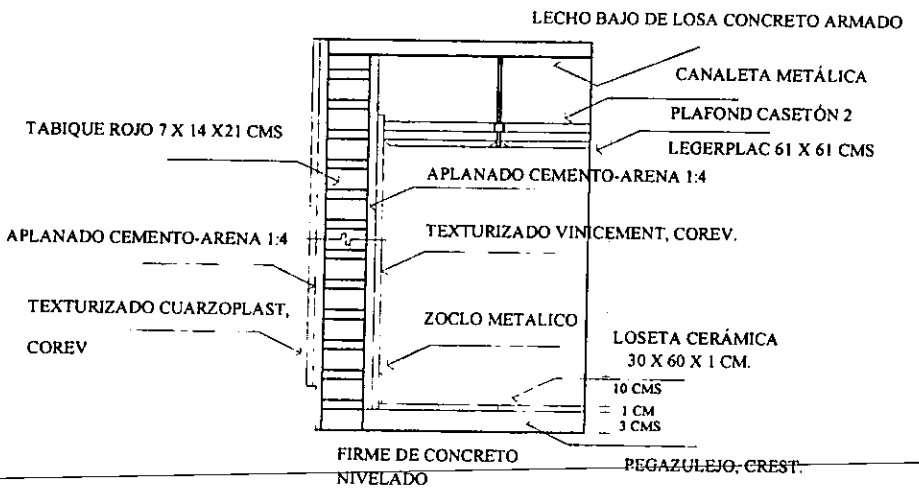 LECHO BAJO DE LOSA CONCRETO ARMADO
CANALETA METÁLICA
PLAFOND CASETÓN 2
LEGERPLAC 61 X 61 CMS
TABIQUE ROJO 7 X 14 X21 CMS
APLANADO CEMENTO-ARENA 1:4
APLANADO CEMENTO-ARENA 1:4
TEXTURIZADO VINICEMENT, COREV.
TEXTURIZADO CUARZOPLAST,
COREV
ZOCLO METALICO
LOSETA CERÁMICA
30 X 60 X 1 CM.
10 CMS
1 CM
3 CMS
FIRME DE CONCRETO
NIVELADO
PEGAZULEJO, CREST.